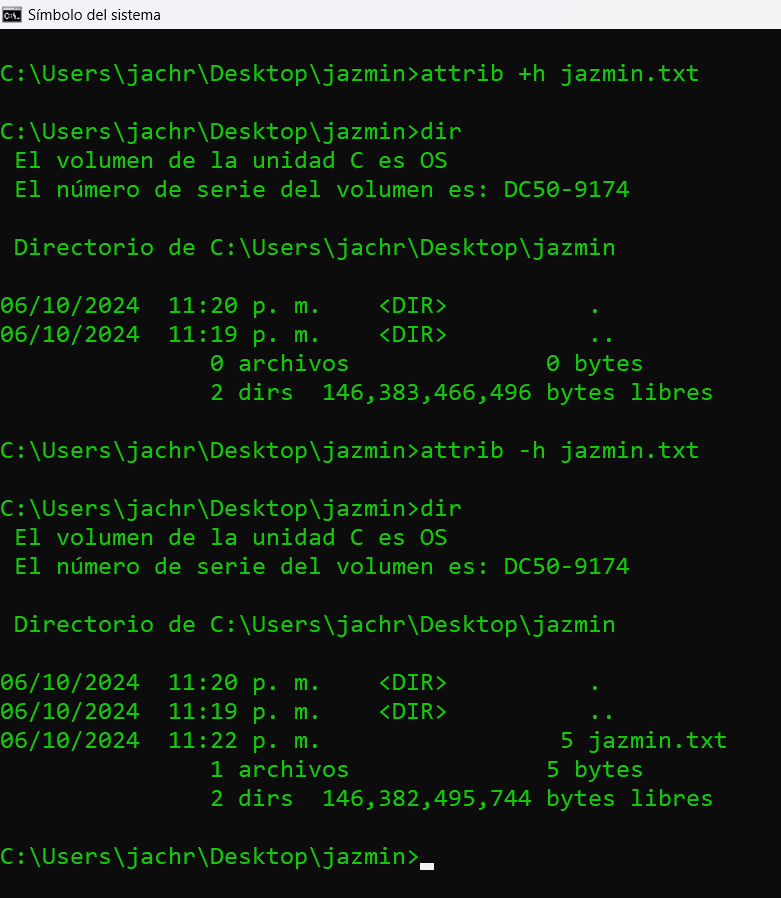 Símbolo del sistema
C:\Users\jachr\Desktop\jazmin>attrib +h jazmin.txt
C:\Users\jachr\Desktop\jazmin>dir
El volumen de la unidad C es OS
El número de serie del volumen es: DC50-9174
Directorio de C:\Users\jachr\Desktop\jazmin
06/10/2024  11:20 p. m.    <DIR>          .
06/10/2024  11:19 p. m.    <DIR>          ..
0 archivos              0 bytes
2 dirs  146,383,466,496 bytes libres
C:\Users\jachr\Desktop\jazmin>attrib -h jazmin.txt
C:\Users\jachr\Desktop\jazmin>dir
El volumen de la unidad C es OS
El número de serie del volumen es: DC50-9174
Directorio de C:\Users\jachr\Desktop\jazmin
06/10/2024  11:20 p. m.    <DIR>          .
06/10/2024  11:19 p. m.    <DIR>          ..
06/10/2024  11:22 p. m.                 5 jazmin.txt
1 archivos              5 bytes
2 dirs  146,382,495,744 bytes libres
C:\Users\jachr\Desktop\jazmin>